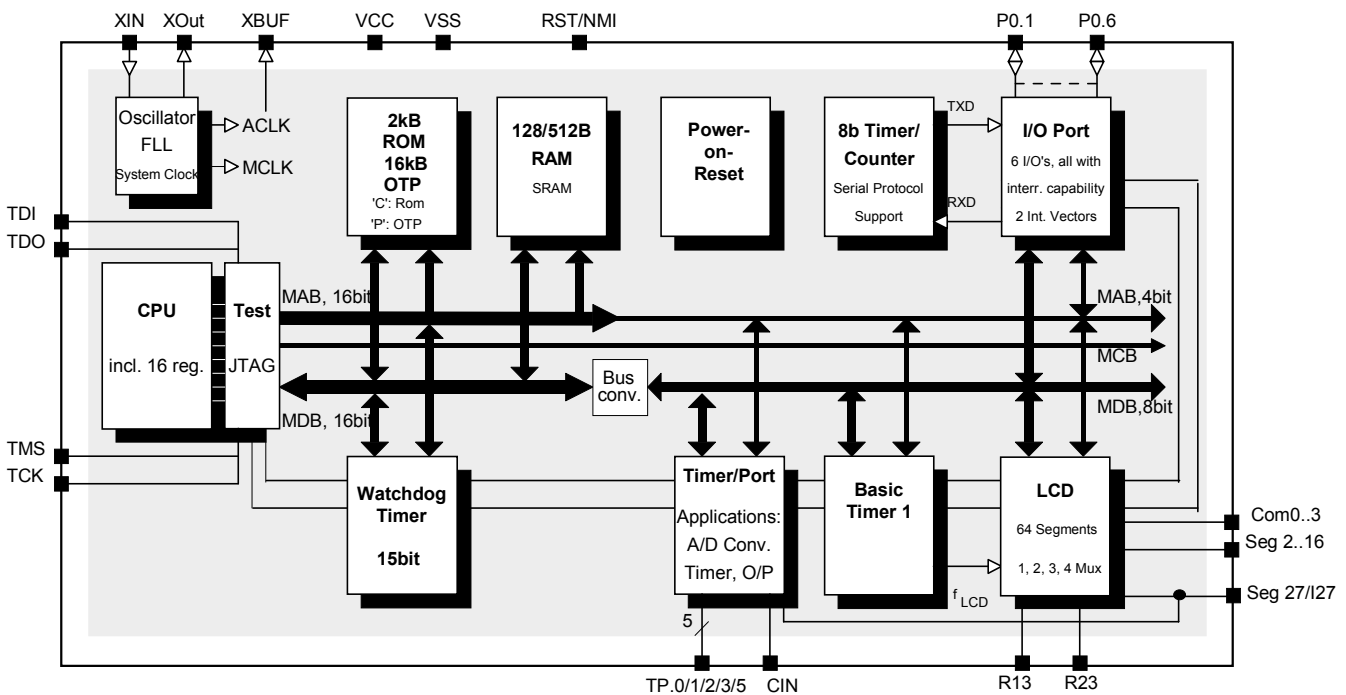 XIN XOut XBUF VCC VSS RST/NMI P0.1 P0.6
Oscillator
FLL
System Clock
ACLK
MCLK
2kB
ROM
16kB
OTP
'C': Rom
'P': OTP
128/512B
RAM
SRAM
Power-
on-
Reset
8b Timer/
Counter
Serial Protocol
Support
TXD
RXD
I/O Port
6 I/O's, all with
interr. capability
2 Int. Vectors
TDI
TDO
CPU
incl. 16 reg.
Test
JTAG
MAB, 16bit
MAB,4bit
MCB
Bus
conv.
MDB, 16bit
MDB,8bit
TMS
TCK
Watchdog
Timer
15bit
Timer/Port
Applications:
A/D Conv.
Timer, O/P
Basic
Timer 1
f LCD
LCD
64 Segments
1, 2, 3, 4 Mux
Com0..3
Seg 2..16
Seg 27/I27
5
TP.0/1/2/3/5 CIN R13 R23